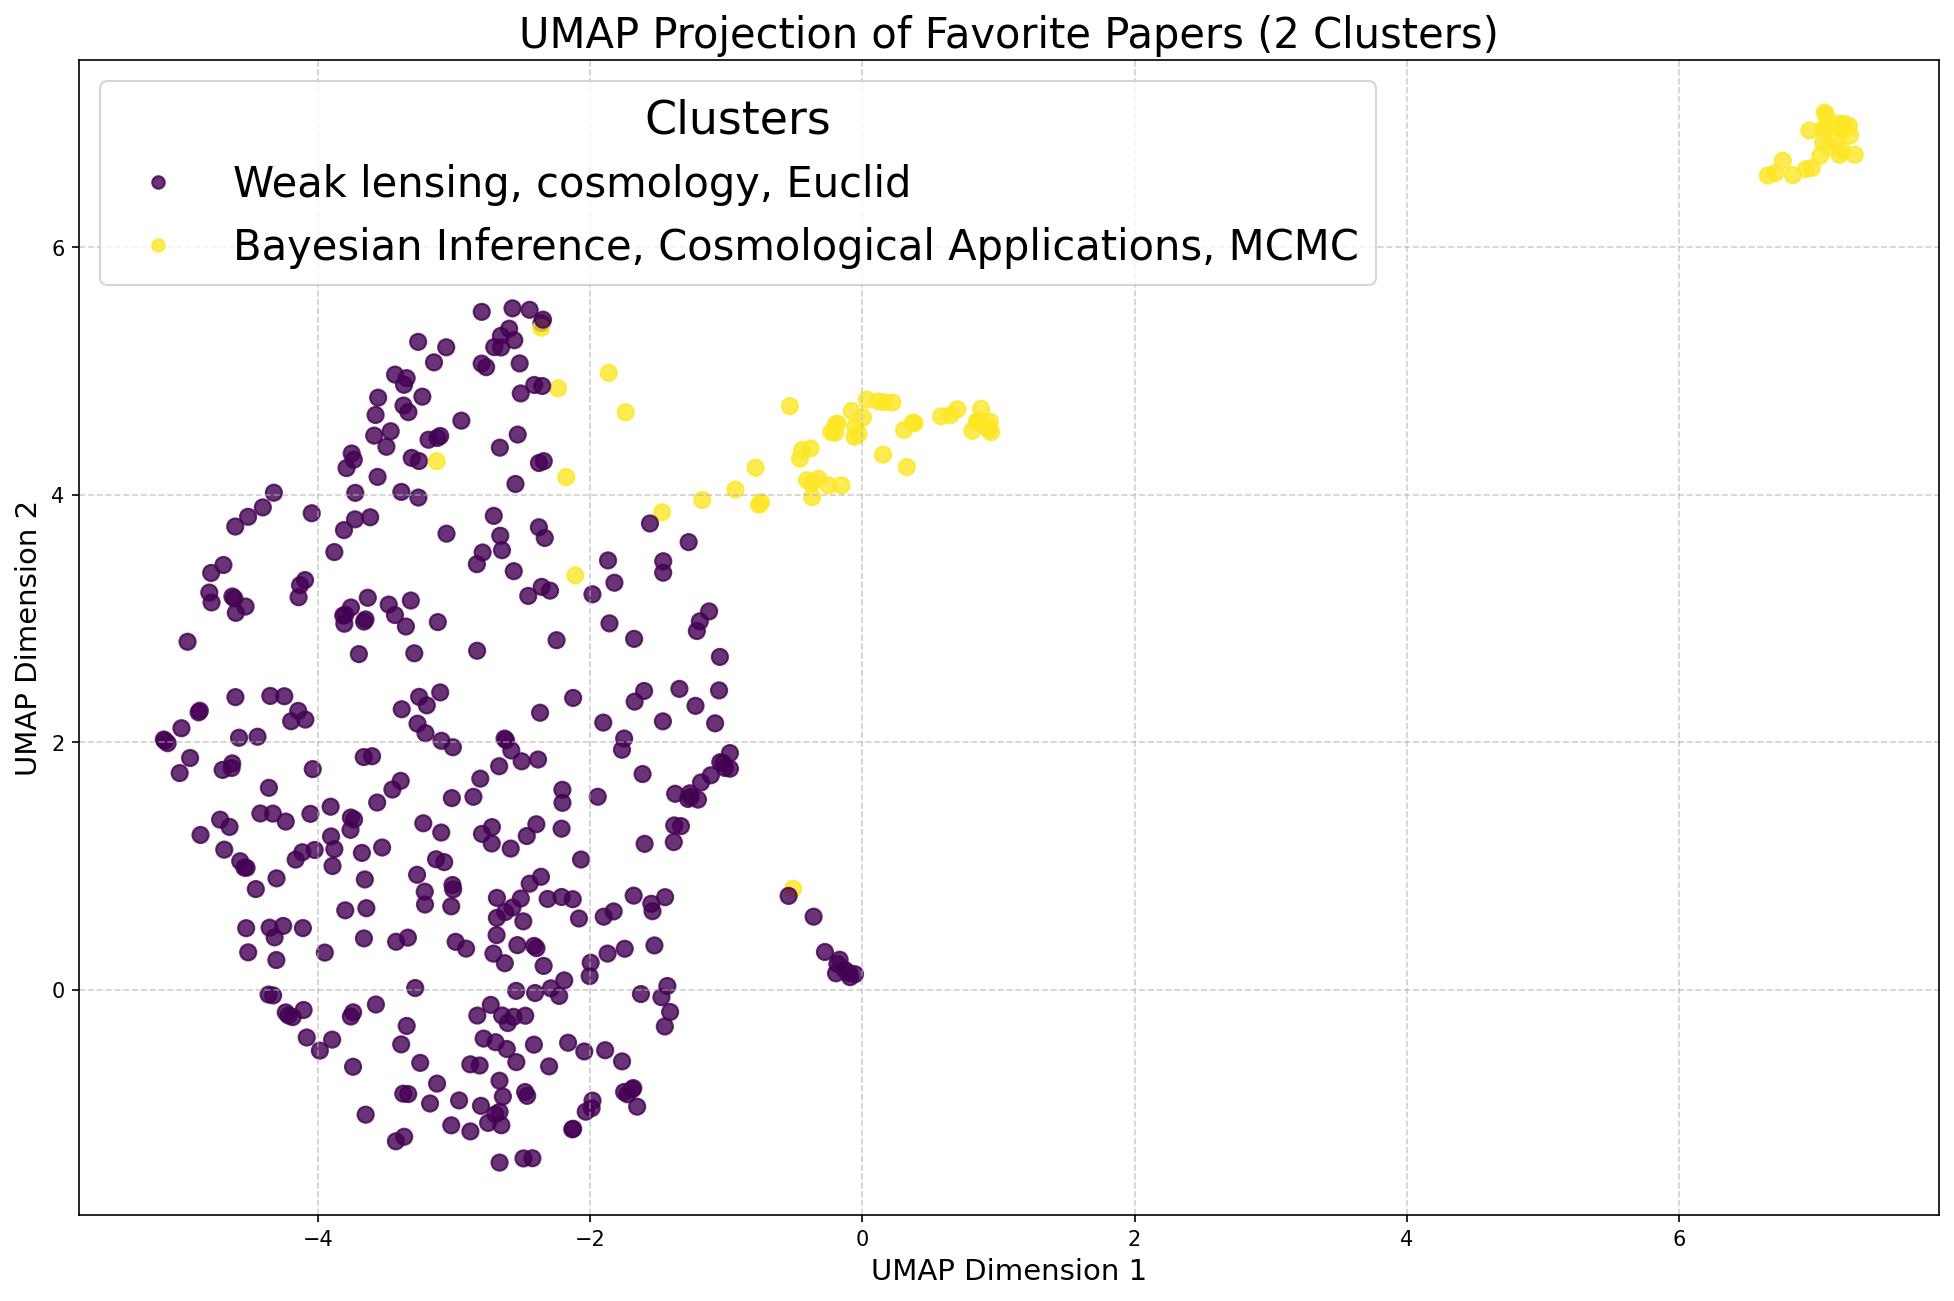 UMAP Projection of Favorite Papers (2 Clusters)
Clusters
Weak lensing, cosmology, Euclid
Bayesian Inference, Cosmological Applications, MCMC
UMAP Dimension 2
6
4
2
0
−4
−2
0
2
4
6
UMAP Dimension 1